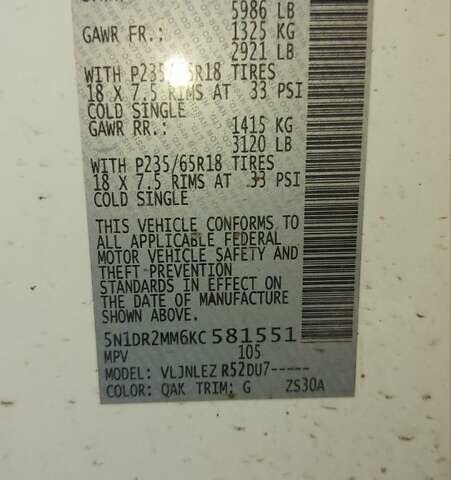 5986 LB
GAWR FR.: 1325 KG
2921 LB
WITH P235/65R18 TIRES
18 X 7.5 RIMS AT 33 PSI
COLD SINGLE
GAWR RR.: 1415 KG
3120 LB
WITH P235/65R18 TIRES
18 X 7.5 RIMS AT 33 PSI
COLD SINGLE
THIS VEHICLE CONFORMS TO
ALL APPLICABLE FEDERAL
MOTOR VEHICLE SAFETY AND
THEFT PREVENTION
STANDARDS IN EFFECT ON
THE DATE OF MANUFACTURE
SHOWN ABOVE.
5N1DR2MM6KC581551
MPV 105
MODEL: VLJNLEZ R52DU7-----
COLOR: QAK TRIM: G ZS30A